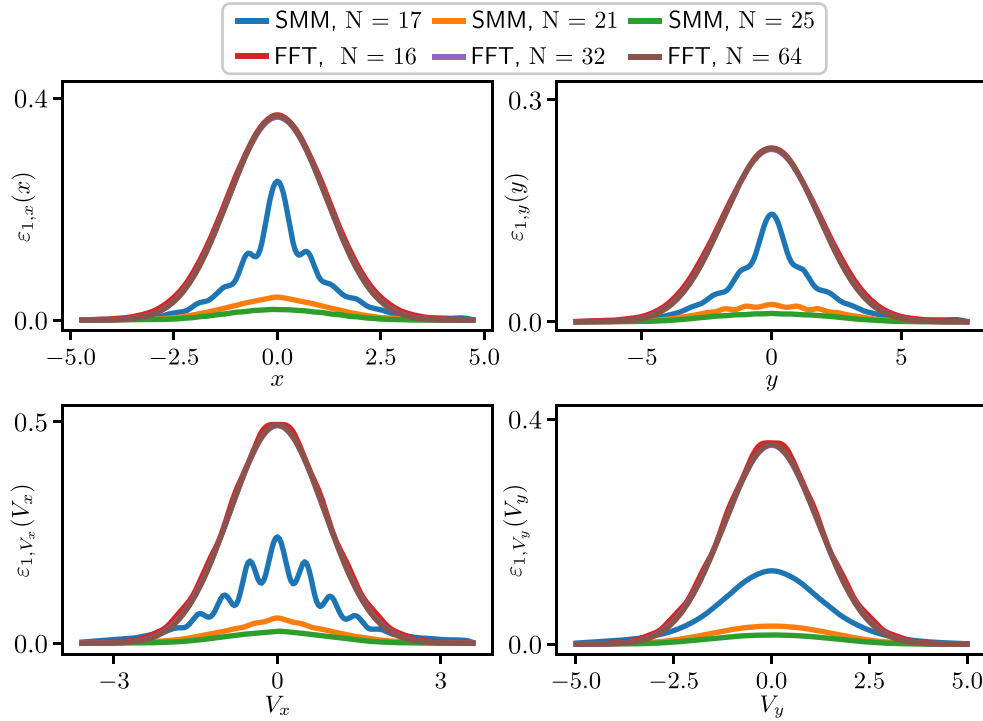 SMM, N = 17 SMM, N = 21 SMM, N = 25
FFT, N = 16 FFT, N = 32 FFT, N = 64
0.4
0.0
ε1,x(x)
−5.0 −2.5 0.0 2.5 5.0
x
0.3
0.0
ε1,y(y)
−5 0 5
y
0.5
0.0
ε1,Vx(Vx)
−3 0 3
Vx
0.4
0.0
ε1,Vy(Vy)
−5.0 −2.5 0.0 2.5 5.0
Vy